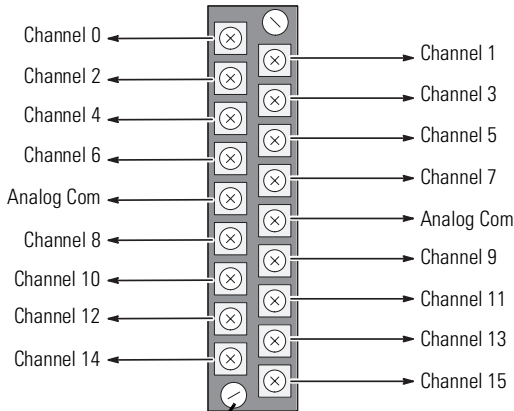 Channel 0
Channel 1
Channel 2
Channel 3
Channel 4
Channel 5
Channel 6
Channel 7
Analog Com
Analog Com
Channel 8
Channel 9
Channel 10
Channel 11
Channel 12
Channel 13
Channel 14
Channel 15